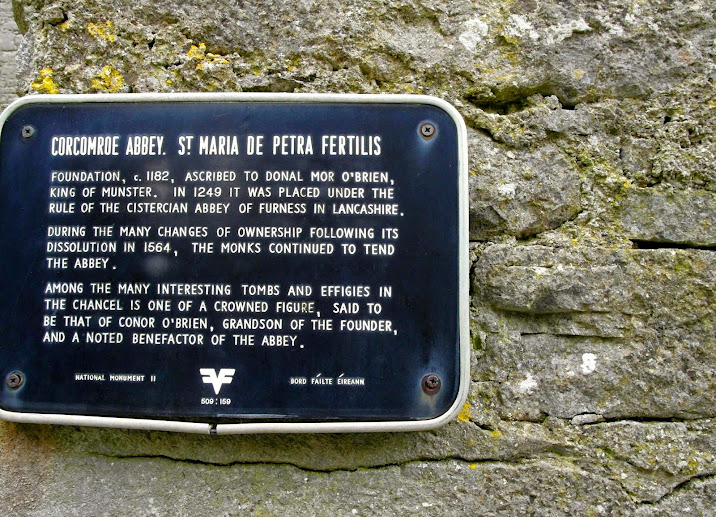 CORCOMROE ABBEY. ST MARIA DE PETRA FERTILIS
FOUNDATION, c. 1182, ASCRIBED TO DONAL MOR O'BRIEN,
KING OF MUNSTER. IN 1249 IT WAS PLACED UNDER THE
RULE OF THE CISTERCIAN ABBEY OF FURNESS IN LANCASHIRE.
DURING THE MANY CHANGES OF OWNERSHIP FOLLOWING ITS
DISSOLUTION IN 1564, THE MONKS CONTINUED TO TEND
THE ABBEY.
AMONG THE MANY INTERESTING TOMBS AND EFFIGIES IN
THE CHANCEL IS ONE OF A CROWNED FIGURE, SAID TO
BE THAT OF CONOR O'BRIEN, GRANDSON OF THE FOUNDER,
AND A NOTED BENEFACTOR OF THE ABBEY.
NATIONAL MONUMENT 11
BORD FÁILTE ÉIREANN
509:159